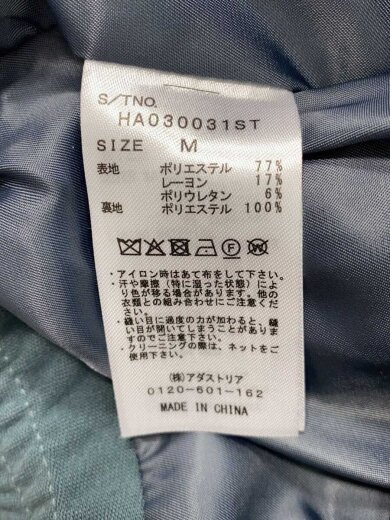 S/TNO.
HA030031ST
SIZE M
表地 ポリエステル 77%
レーヨン 17%
ポリウレタン 6%
裏地 ポリエステル 100%
・アイロン時はあて布をして下さい。
・汗や摩擦（特に湿った状態）によ
り色が移る場合があります。他の
衣類との組み合わせにご注意くだ
さい。
・縫い目に過度の力が加わると、縫
い目が開いてしまうことがありま
すのでご注意下さい。
・クリーニングの際は、ネットをご
使用下さい。
(株)アダストリア
0120-601-162
MADE IN CHINA